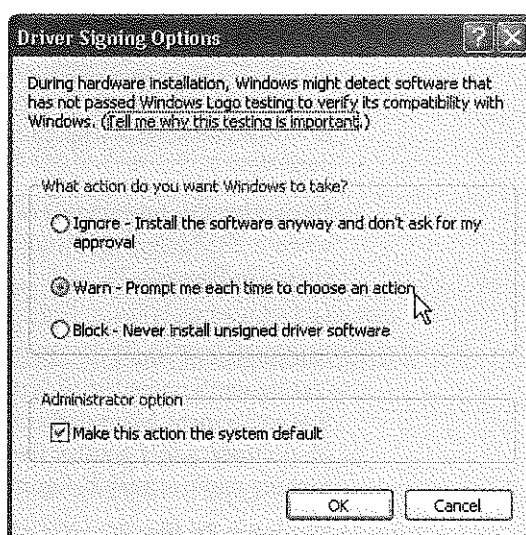 Driver Signing Options
During hardware installation, Windows might detect software that
has not passed Windows Logo testing to verify its compatibility with
Windows. (Tell me why this testing is important.)
What action do you want Windows to take?
Ignore - Install the software anyway and don't ask for my
approval
Warn - Prompt me each time to choose an action
Block - Never install unsigned driver software
Administrator option
Make this action the system default
OK
Cancel